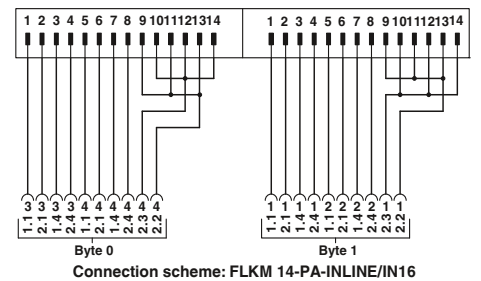 1 2 3 4 5 6 7 8 9 10 11 12 13 14
1 2 3 4 5 6 7 8 9 10 11 12 13 14
3 3 3 3 4 4 4 4 4 4
1.1 2.1 1.4 2.4 1.1 2.1 1.4 2.4 2.3 2.2
1 1 1 1 2 2 2 2 1 1
1.1 2.1 1.4 2.4 1.1 2.1 1.4 2.4 2.3 2.2
Byte 0
Byte 1
Connection scheme: FLKM 14-PA-INLINE/IN16